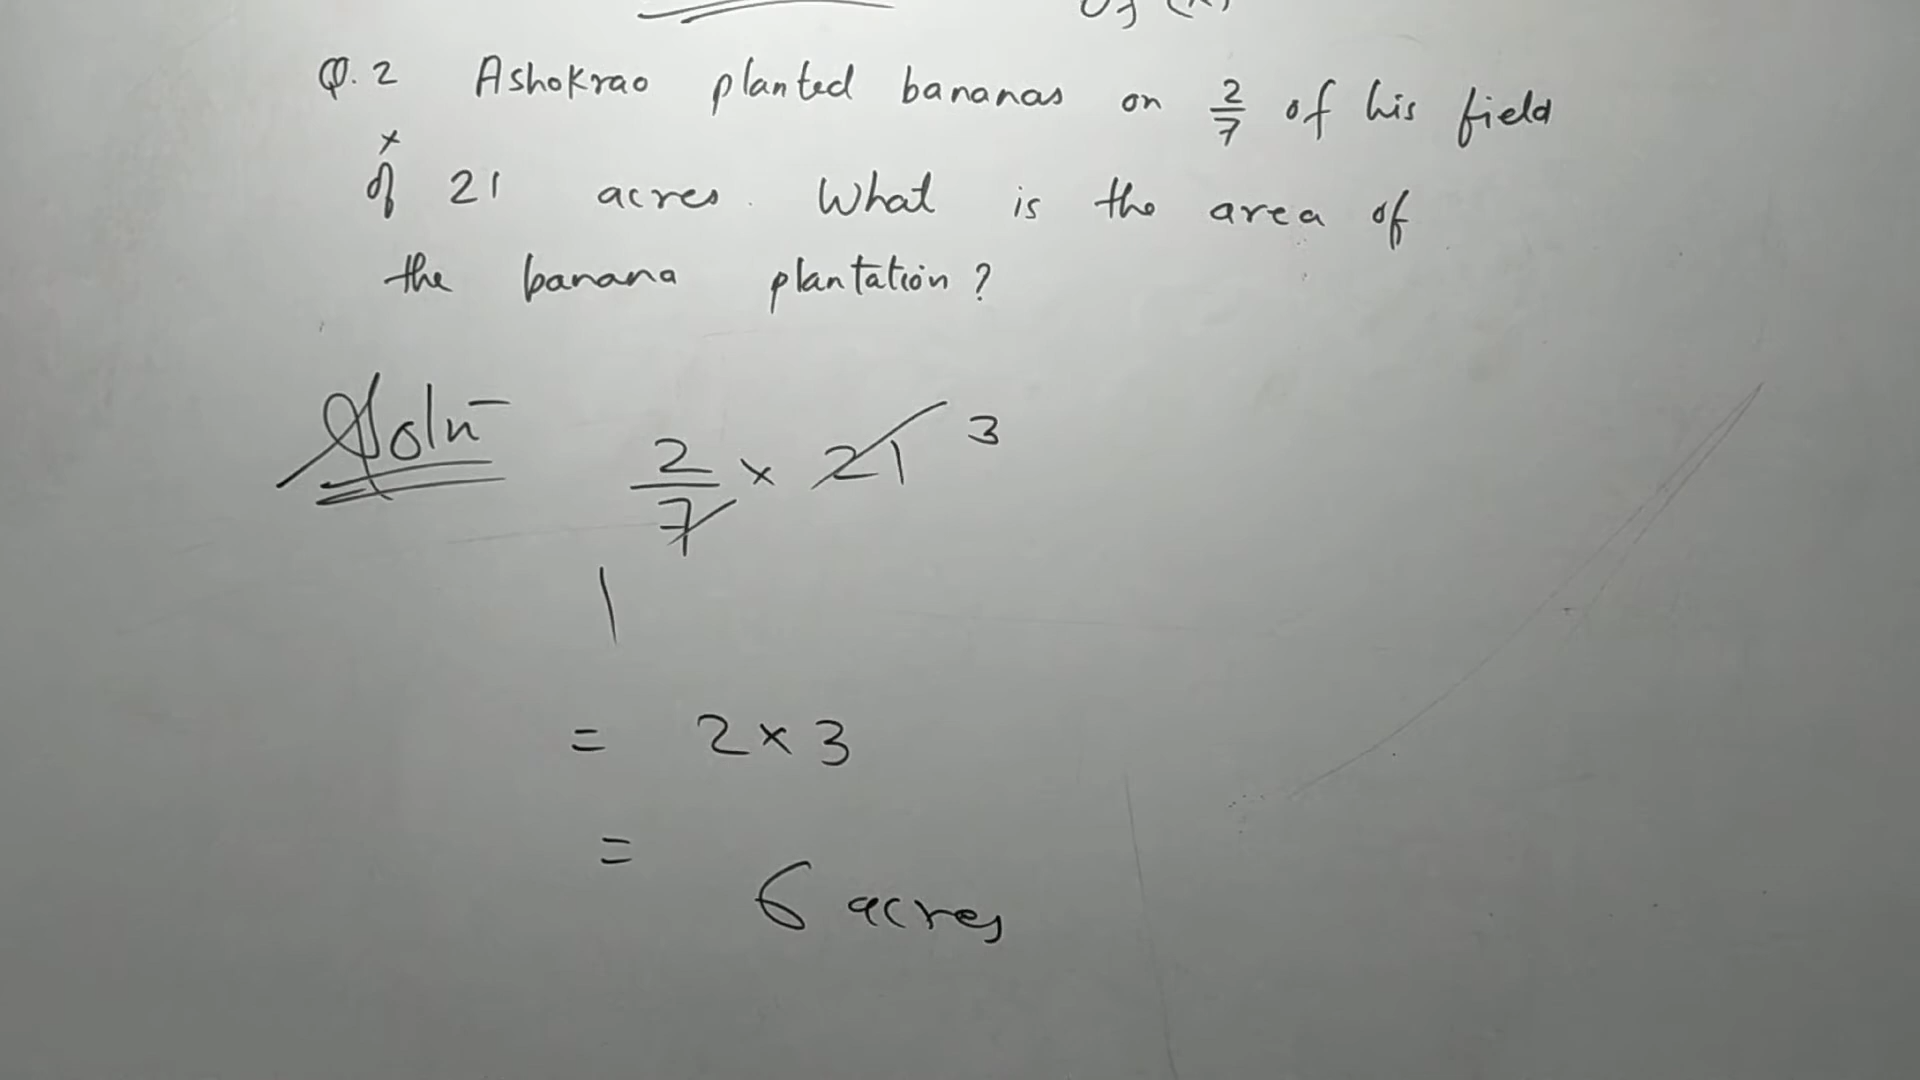 Of (x)
Q.2 Ashokrao planted bananas on 2/7 of his field
x
of 21 acres. What is the area of
the banana plantation?
Soln
2/7 x 21 3
1
= 2 x 3
= 6 acres